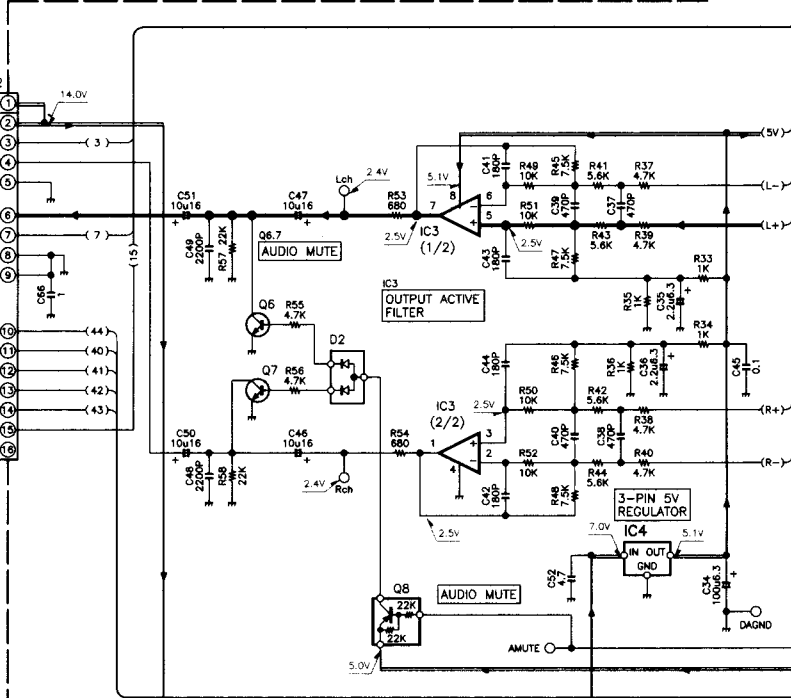 2
1
2
3
4
5
6
7
8
9
10
11
12
13
14
15
16
14.0V
( 3 )
( 7 )
(15)
(44)
(40)
(41)
(42)
(43)
C66
C51
10u16
C49
2200P
R57 22K
C47
10u16
Q6.7
AUDIO MUTE
Lch
2.4V
R53
680
2.5V
7
IC3
(1/2)
5.1V
8
6
5
2.5V
C41
180P
R49
10K
R45
7.5K
R41
5.6K
R37
4.7K
C39
470P
C37
470P
R51
10K
R43
5.6K
R39
4.7K
C43
180P
R47
7.5K
(5V)
(L-)
(L+)
R33
1K
R35
1K
C35
2.2u6.3
+
IC3
OUTPUT ACTIVE
FILTER
Q6
R55
4.7K
D2
Q7
R56
4.7K
R34
1K
C44
180P
R46
7.5K
R36
1K
C36
2.2u6.3
+
C45
0.1
IC3
(2/2)
2.5V
R50
10K
R42
5.6K
R38
4.7K
(R+)
C50
10u16
C48
2200P
R58
22K
C46
10u16
R54
680
1
3
2
4
C40
470P
C38
470P
R52
10K
R44
5.6K
R40
4.7K
(R-)
2.4V
Rch
C42
180P
R48
7.5K
2.5V
3-PIN 5V
REGULATOR
IC4
7.0V
5.1V
IN OUT
GND
C52
4.7
C34
100u6.3
+
DAGND
Q8
AUDIO MUTE
22K
22K
5.0V
AMUTE